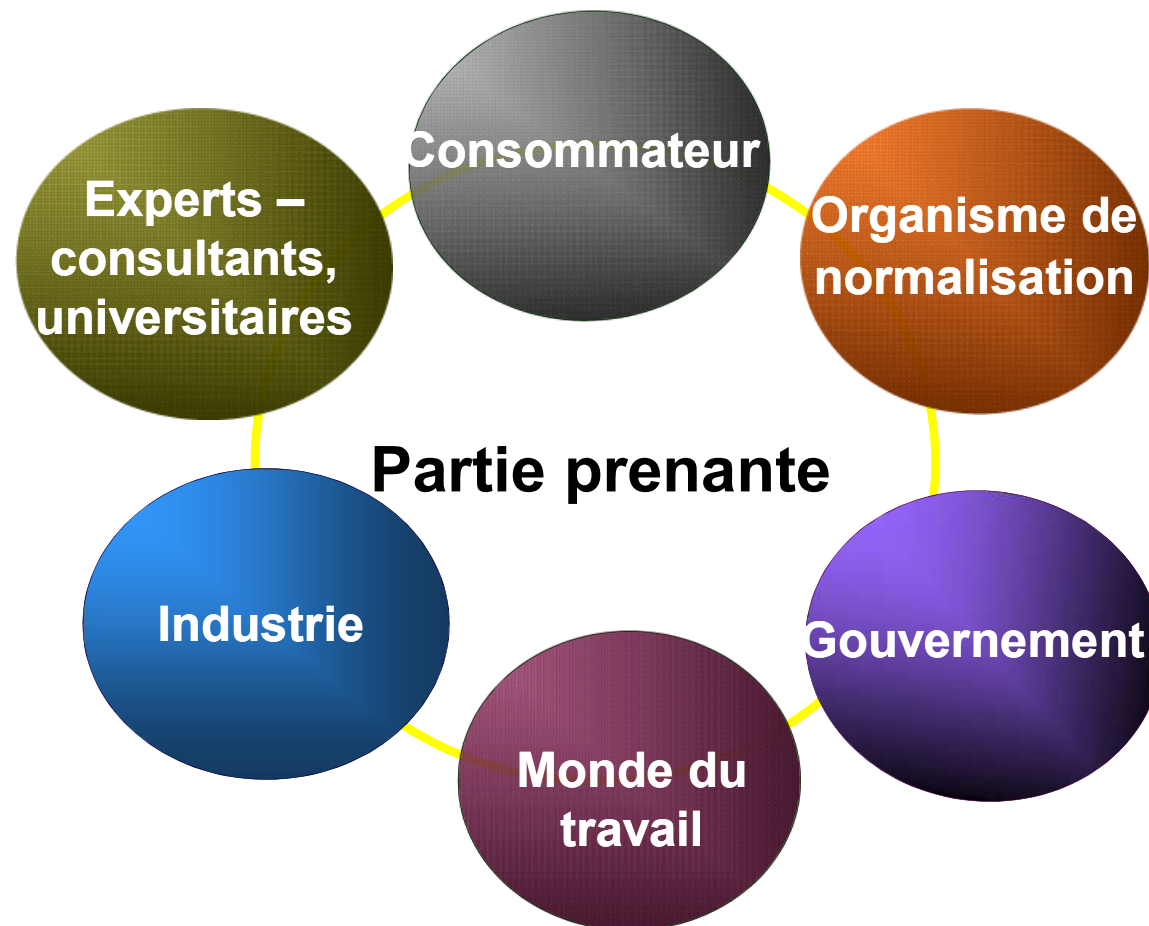 Consommateur
Experts –
consultants,
universitaires
Organisme de
normalisation
Partie prenante
Industrie
Gouvernement
Monde du
travail